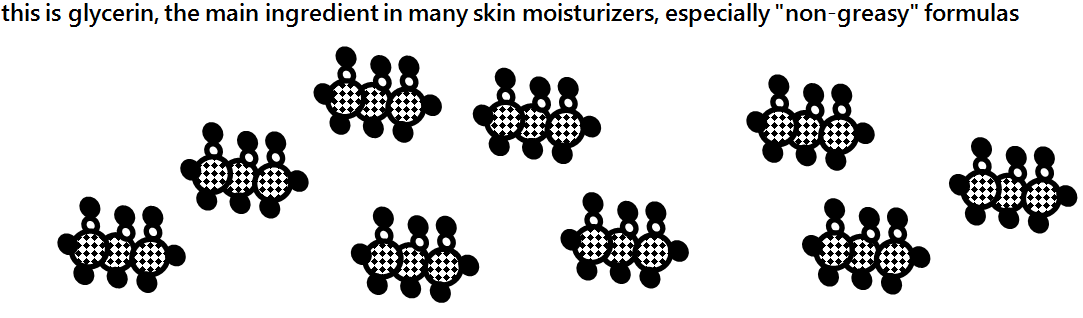 this is glycerin, the main ingredient in many skin moisturizers, especially "non-greasy" formulas